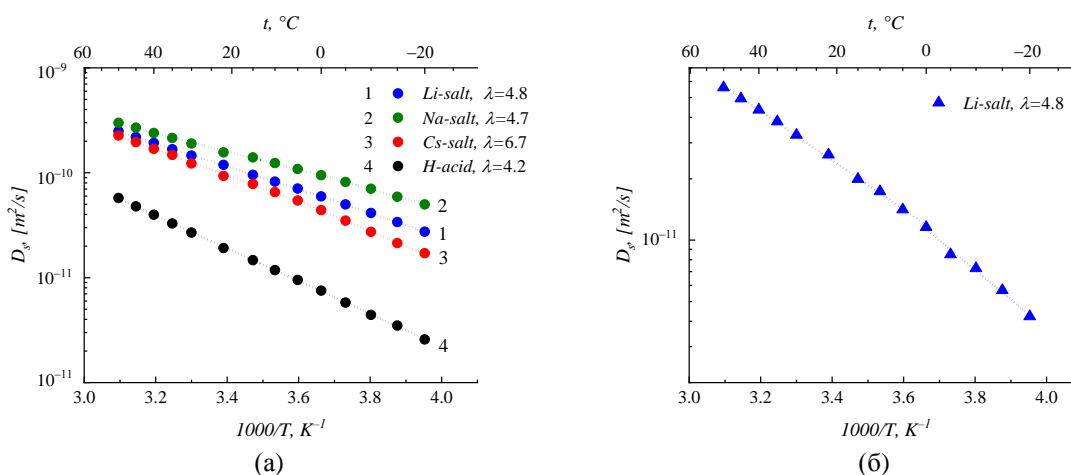 t, °C
60 40 20 0 −20
10⁻⁹
10⁻¹⁰
10⁻¹¹
10⁻¹¹
D_s, [m²/s]
1 Li-salt, λ=4.8
2 Na-salt, λ=4.7
3 Cs-salt, λ=6.7
4 H-acid, λ=4.2
2
1
3
4
3.0 3.2 3.4 3.6 3.8 4.0
1000/T, K⁻¹
(а)
t, °C
60 40 20 0 −20
Li-salt, λ=4.8
10⁻¹¹
D_s, [m²/s]
3.0 3.2 3.4 3.6 3.8 4.0
1000/T, K⁻¹
(б)